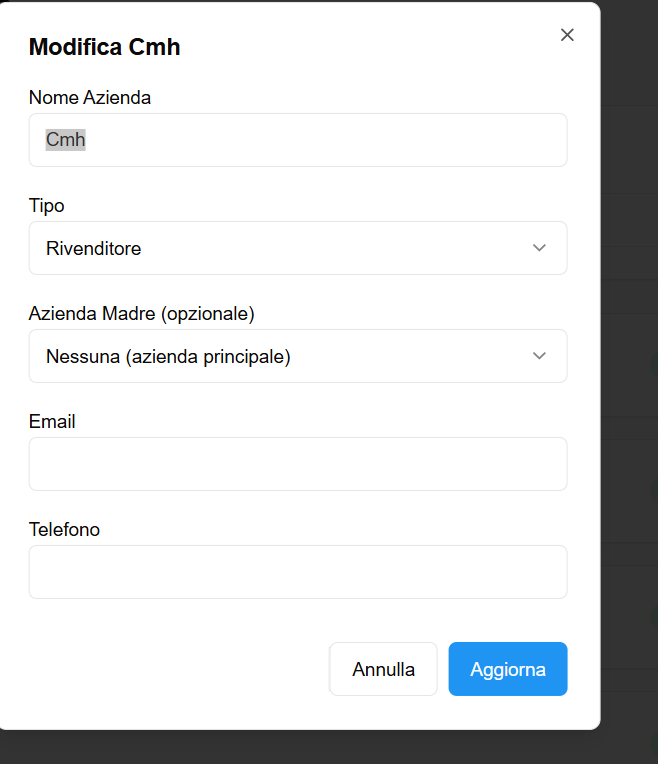 Modifica Cmh
Nome Azienda
Cmh
Tipo
Rivenditore
Azienda Madre (opzionale)
Nessuna (azienda principale)
Email
Telefono
Annulla
Aggiorna